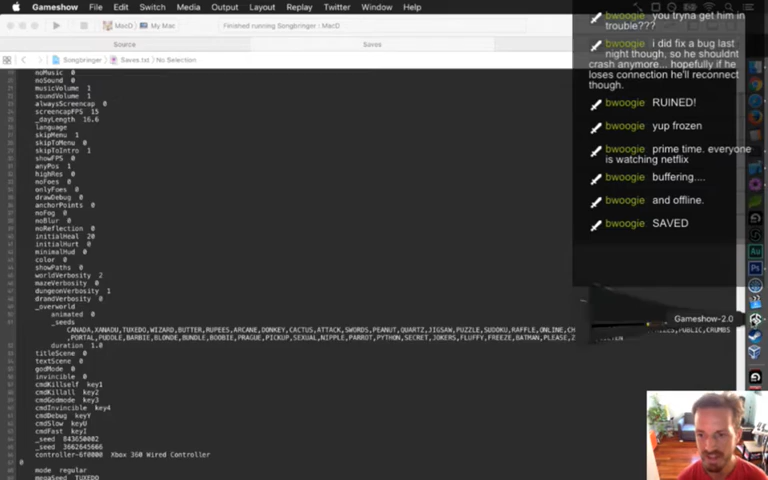 Gameshow File Edit Switch Media Output Layout Replay Twitter Window Help
MacD My Mac Finished running Songbringer : MacD
Source Saves
Songbringer Saves.txt No Selection
noMusic 0
noSound 0
musicVolume 1
soundVolume 1
alwaysScreencap 0
screencapFPS 15
_dayLength 16.6
language
skipMenu 1
skipToMenu 0
skipToIntro 1
showFPS 0
anyPos 1
highRes 0
noFoes 0
onlyFoes 0
drawDebug 0
anchorPoints 0
noFog 0
noBlur 0
noReflection 0
initialHeal 20
initialHurt 0
minimalHud 0
color 0
showPaths 0
worldVerbosity 2
mazeVerbosity 0
dungeonVerbosity 1
drandVerbosity 0
_overworld
animated 0
_seeds
CANADA,XANADU,TUXEDO,WIZARD,BUTTER,RUPEES,ARCANE,DONKEY,CACTUS,ATTACK,SWORDS,PEANUT,QUARTZ,JIGSAW,PUZZLE,SUDOKU,RAFFLE,ONLINE,CH
PUBLIC,CRUMBS
,PORTAL,PUDDLE,BARBIE,BLONDE,BUNDLE,BOOBIE,PRAGUE,PICKUP,SEXUAL,NIPPLE,PARROT,PYTHON,SECRET,JOKERS,FLUFFY,FREEZE,BATMAN,PLEASE,Z
duration 1.0
titleScene 0
textScene 0
godMode 0
invincible 0
cmdKillself key1
cmdKillall key2
cmdGodmode key3
cmdInvincible key4
cmdDebug keyY
cmdSlow keyU
cmdFast keyI
_seed 843650002
_seed 3662645666
controller-6f0000 Xbox 360 Wired Controller
0
mode regular
megaSeed TUXEDO
bwoogie you tryna get him in
trouble???
bwoogie i did fix a bug last
night though, so he shouldnt
crash anymore... hopefully if he
loses connection he'll reconnect
though.
bwoogie RUINED!
bwoogie yup frozen
bwoogie prime time. everyone
is watching netflix
bwoogie buffering....
bwoogie and offline.
bwoogie SAVED
Gameshow-2.0
Au
Ps